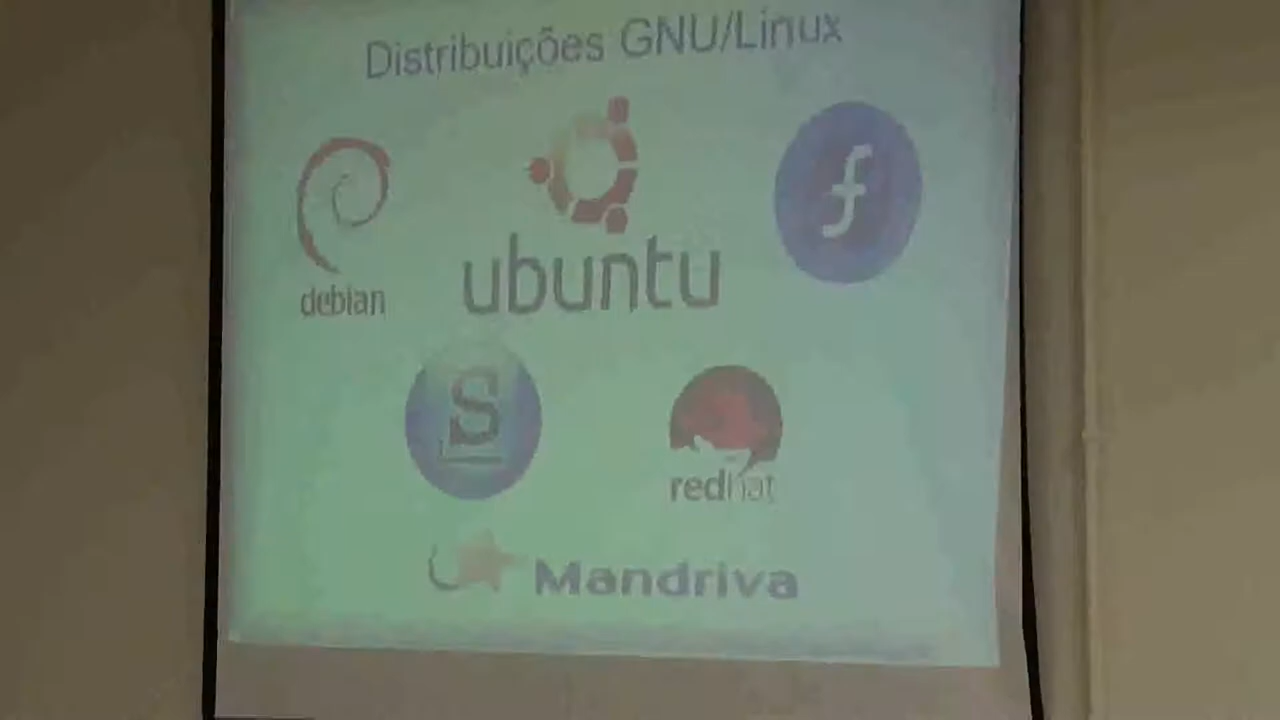 Distribuições GNU/Linux
debian
ubuntu
f
S
redhat
Mandriva